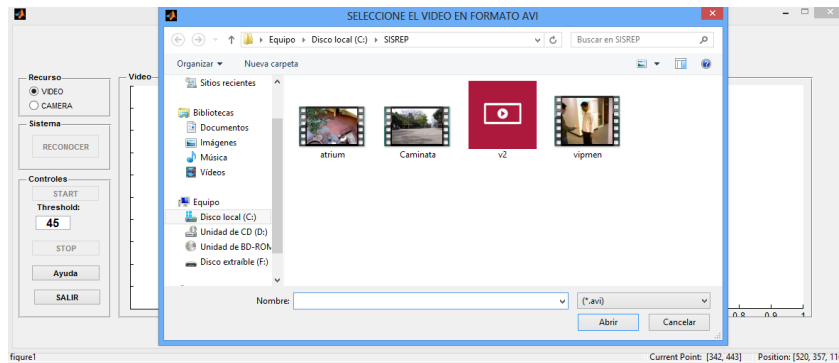 SELECCIONE EL VIDEO EN FORMATO AVI
Equipo
Disco local (C:)
SISREP
Buscar en SISREP
Organizar
Nueva carpeta
Sitios recientes
Bibliotecas
Documentos
Imágenes
Música
Vídeos
Equipo
Disco local (C:)
Unidad de CD (D:)
Unidad de BD-ROM
Disco extraíble (F:)
atrium
Caminata
v2
vipmen
Nombre:
(*.avi)
Abrir
Cancelar
Recurso
VIDEO
CAMERA
Sistema
RECONOCER
Controles
START
Threshold:
45
STOP
Ayuda
SALIR
Video
0.8 0.9 1
figure1
Current Point: [342, 443] Position: [520, 357, 11